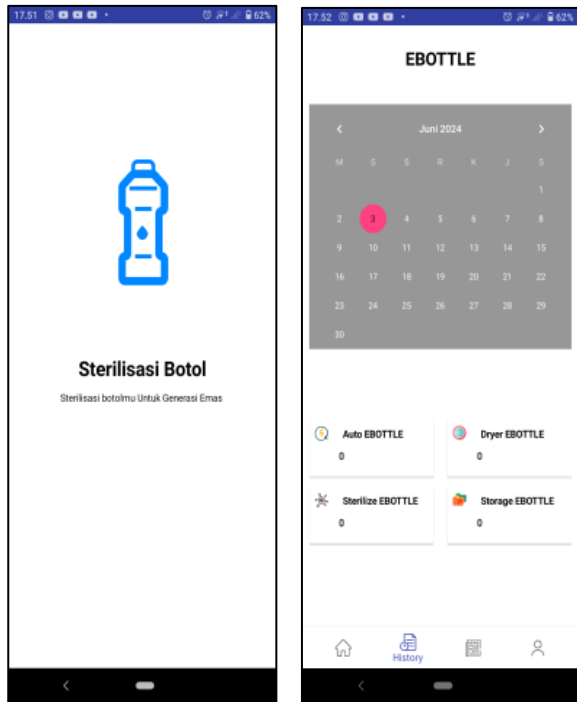 17.51
62%
Sterilisasi Botol
Sterilisasi botolmu Untuk Generasi Emas
17.52
62%
EBOTTLE
Juni 2024
M S S R K J S
1
2 3 4 5 6 7 8
9 10 11 12 13 14 15
16 17 18 19 20 21 22
23 24 25 26 27 28 29
30
Auto EBOTTLE
0
Dryer EBOTTLE
0
Sterilize EBOTTLE
0
Storage EBOTTLE
0
History